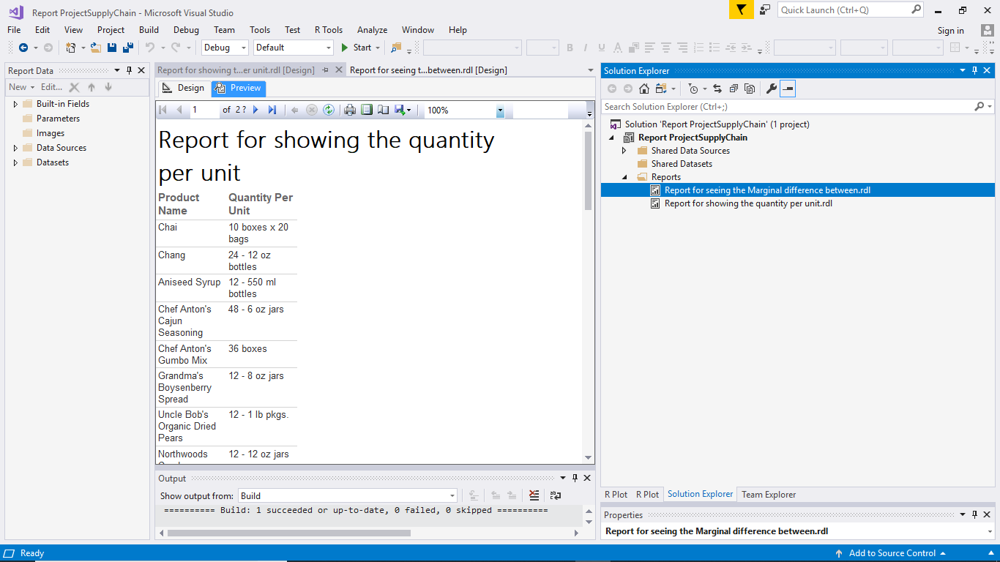 Report ProjectSupplyChain - Microsoft Visual Studio
Quick Launch (Ctrl+Q)
File Edit View Project Build Debug Team Tools Test R Tools Analyze Window Help
Sign in
Debug Default Start
Report Data
New Edit...
Built-in Fields
Parameters
Images
Data Sources
Datasets
Report for showing t...er unit.rdl [Design]
Report for seeing t...between.rdl [Design]
Design Preview
1 of 2 ? 100%
Report for showing the quantity
per unit
Product Name Quantity Per Unit
Chai 10 boxes x 20 bags
Chang 24 - 12 oz bottles
Aniseed Syrup 12 - 550 ml bottles
Chef Anton's Cajun Seasoning 48 - 6 oz jars
Chef Anton's Gumbo Mix 36 boxes
Grandma's Boysenberry Spread 12 - 8 oz jars
Uncle Bob's Organic Dried Pears 12 - 1 lb pkgs.
Northwoods 12 - 12 oz jars
Output
Show output from: Build
========== Build: 1 succeeded or up-to-date, 0 failed, 0 skipped ==========
Solution Explorer
Search Solution Explorer (Ctrl+;)
Solution 'Report ProjectSupplyChain' (1 project)
Report ProjectSupplyChain
Shared Data Sources
Shared Datasets
Reports
Report for seeing the Marginal difference between.rdl
Report for showing the quantity per unit.rdl
R Plot R Plot Solution Explorer Team Explorer
Properties
Report for seeing the Marginal difference between.rdl
Ready
Add to Source Control